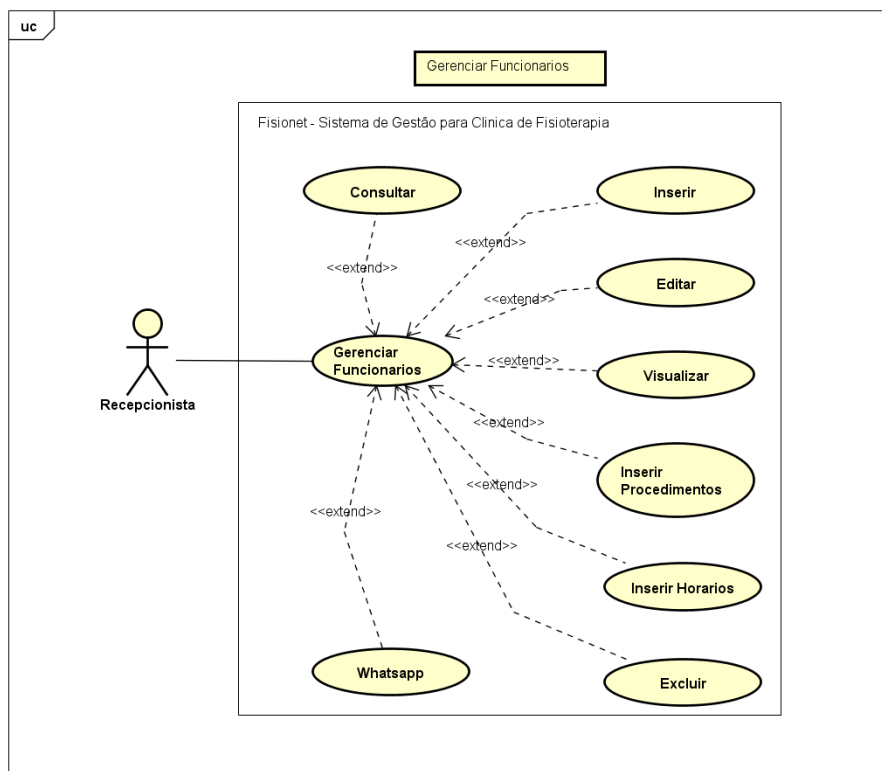 uc
Gerenciar Funcionarios
Fisionet - Sistema de Gestão para Clinica de Fisioterapia
Consultar
Inserir
<<extend>>
<<extend>>
Editar
<<extend>>
Gerenciar
Funcionarios
<<extend>>
Visualizar
Recepcionista
<<extend>>
Inserir
Procedimentos
<<extend>>
<<extend>>
<<extend>>
Inserir Horarios
Whatsapp
Excluir